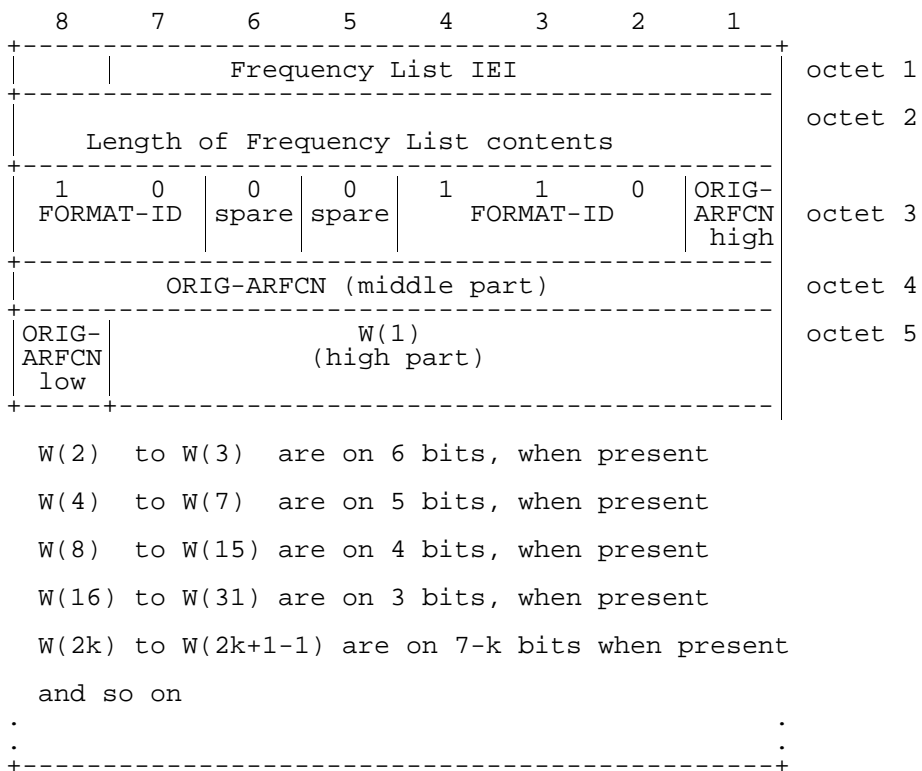 8 7 6 5 4 3 2 1
Frequency List IEI octet 1
octet 2
Length of Frequency List contents
1 0 0 0 1 1 0 ORIG-
FORMAT-ID spare spare FORMAT-ID ARFCN octet 3
high
ORIG-ARFCN (middle part) octet 4
ORIG- W(1) octet 5
ARFCN (high part)
low
W(2) to W(3) are on 6 bits, when present
W(4) to W(7) are on 5 bits, when present
W(8) to W(15) are on 4 bits, when present
W(16) to W(31) are on 3 bits, when present
W(2k) to W(2k+1-1) are on 7-k bits when present
and so on
. .
. .